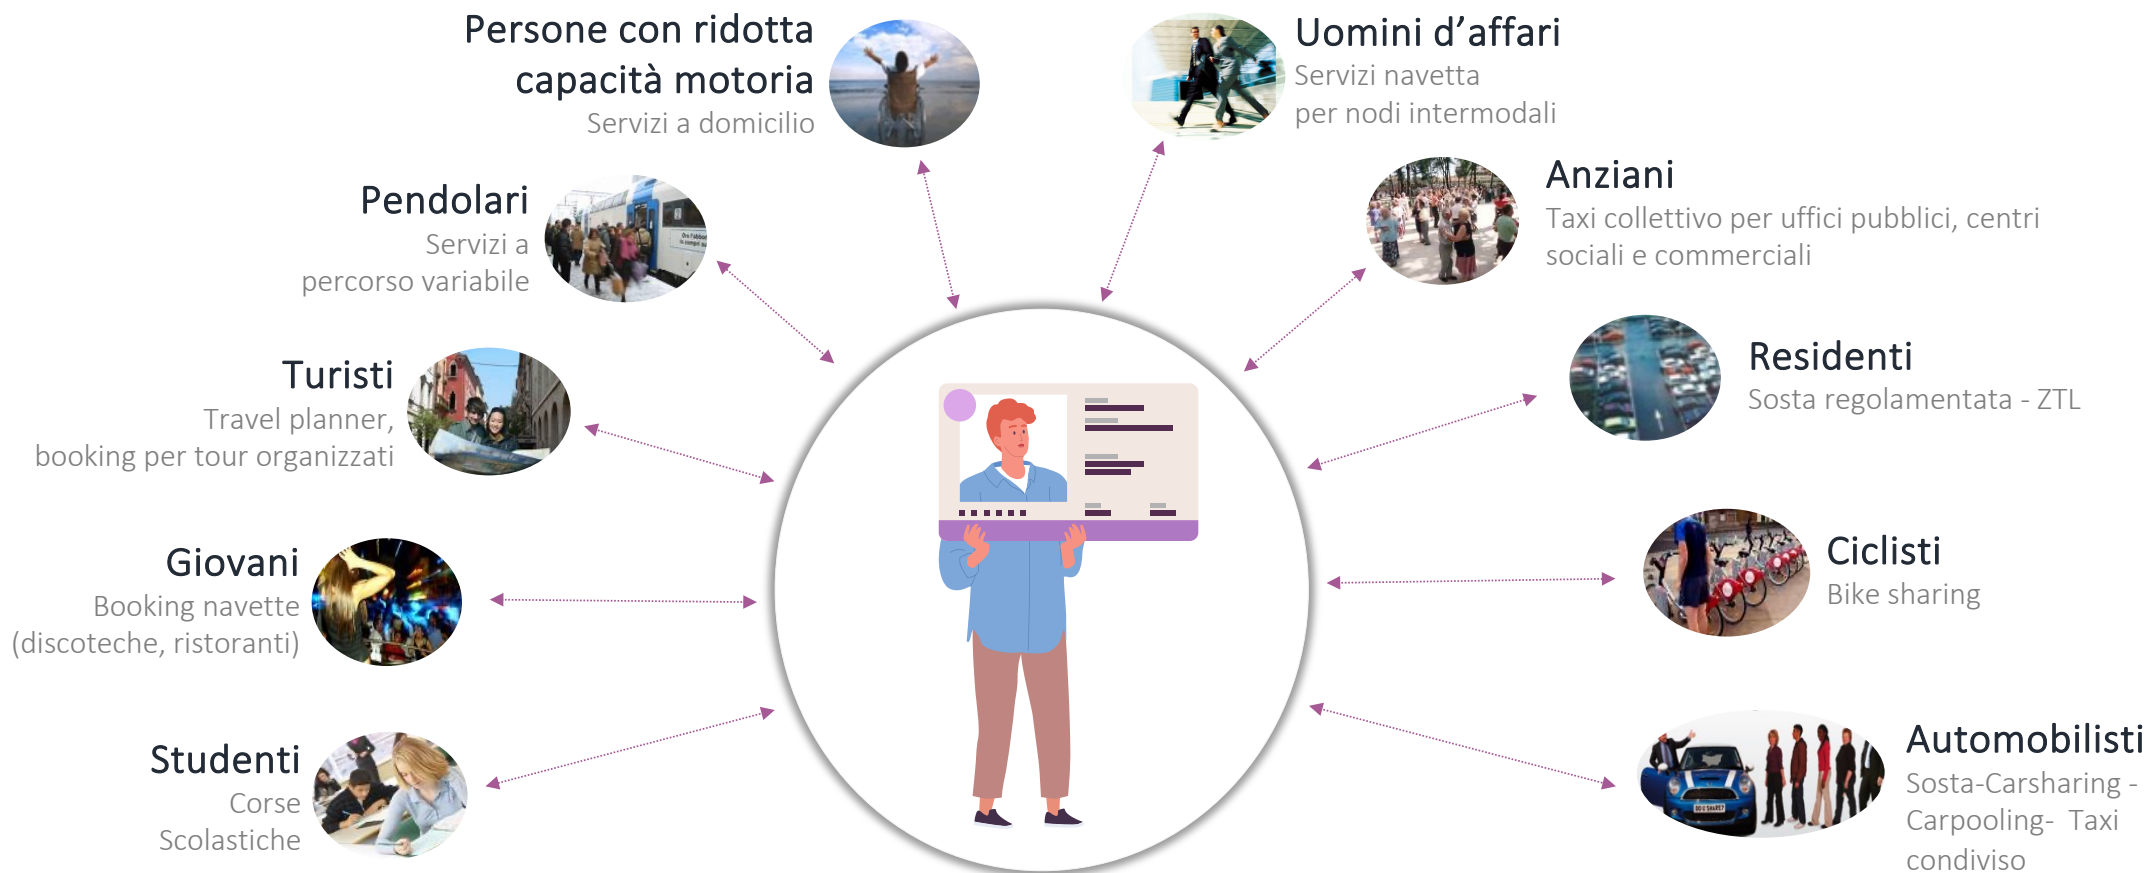 Persone con ridotta
capacità motoria
Servizi a domicilio
Uomini d’affari
Servizi navetta
per nodi intermodali
Pendolari
Servizi a
percorso variabile
Anziani
Taxi collettivo per uffici pubblici, centri
sociali e commerciali
Turisti
Travel planner,
booking per tour organizzati
Residenti
Sosta regolamentata - ZTL
Giovani
Booking navette
(discoteche, ristoranti)
Ciclisti
Bike sharing
Studenti
Corse
Scolastiche
Automobilisti
Sosta-Carsharing -
Carpooling- Taxi
condiviso